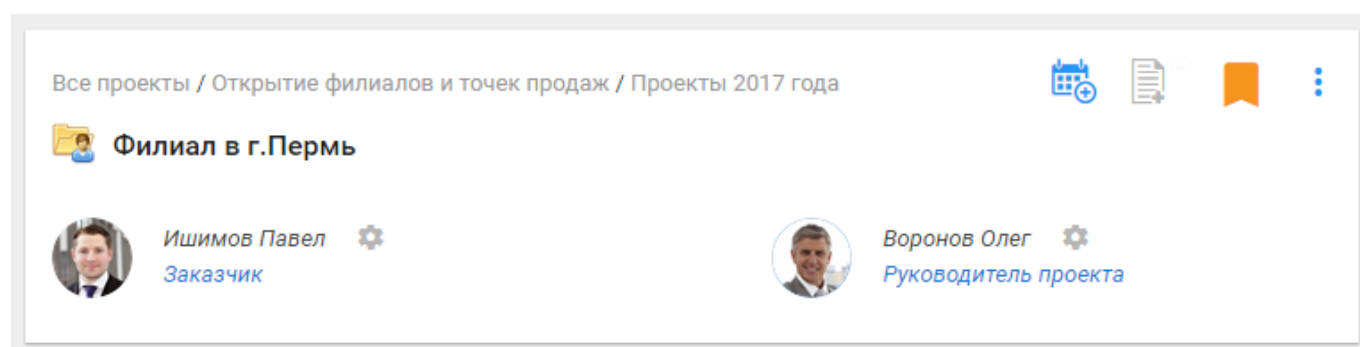 Все проекты / Открытие филиалов и точек продаж / Проекты 2017 года
Филиал в г.Пермь
Ишимов Павел
Заказчик
Воронов Олег
Руководитель проекта